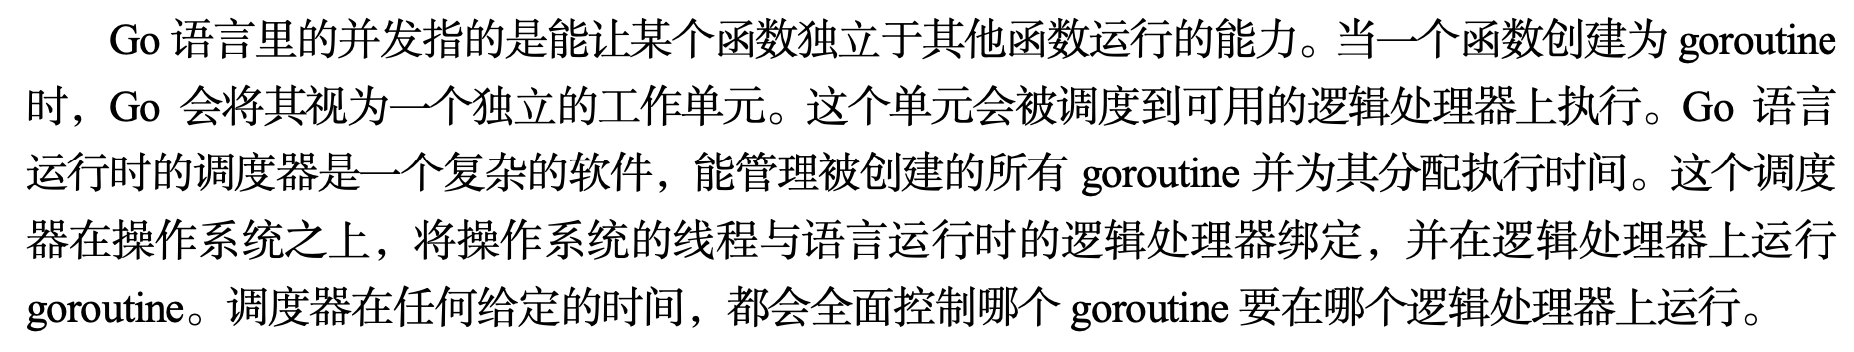 Go 语言里的并发指的是能让某个函数独立于其他函数运行的能力。当一个函数创建为 goroutine
时，Go 会将其视为一个独立的工作单元。这个单元会被调度到可用的逻辑处理器上执行。Go 语言
运行时的调度器是一个复杂的软件，能管理被创建的所有 goroutine 并为其分配执行时间。这个调度
器在操作系统之上，将操作系统的线程与语言运行时的逻辑处理器绑定，并在逻辑处理器上运行
goroutine。调度器在任何给定的时间，都会全面控制哪个 goroutine 要在哪个逻辑处理器上运行。